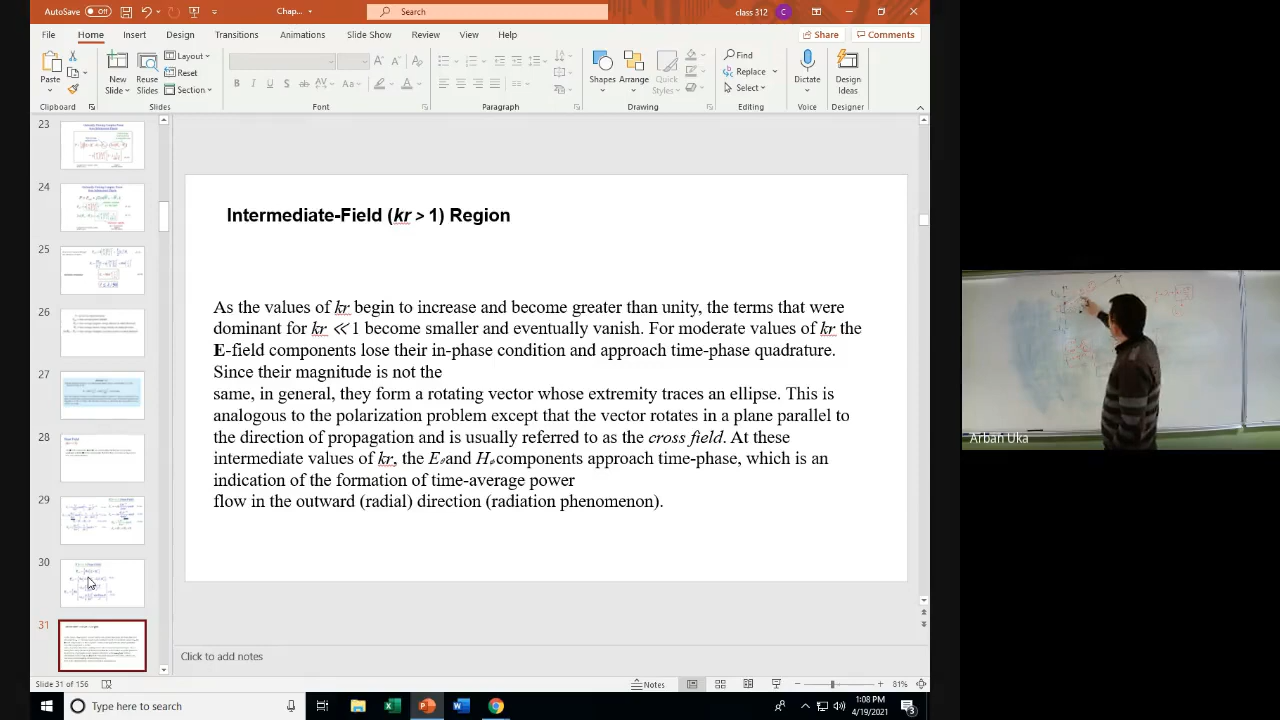 AutoSave Off Chap... Search class 312 C
File Home Insert Design Transitions Animations Slide Show Review View Help Share Comments
Paste New Slide Reuse Slides Layout Reset Section Shapes Arrange Quick Styles Find Replace Select Dictate Design Ideas
Clipboard Slides Font Paragraph Drawing Editing Voice Designer
23
24
25
26
27
28
29
30
31
Intermediate-Field (kr > 1) Region
As the values of kr begin to increase and become greater than unity, the terms that were
dominant for kr ≪ 1 become smaller and eventually vanish. For moderate values of kr the
E-field components lose their in-phase condition and approach time-phase quadrature.
Since their magnitude is not the
same, in general, they form a rotating vector whose extremity traces an ellipse. This is
analogous to the polarization problem except that the vector rotates in a plane parallel to
the direction of propagation and is usually referred to as the cross field. At these
intermediate values of kr, the Eθ and Hφ components approach time-phase, which is an
indication of the formation of time-average power
flow in the outward (radial) direction (radiation phenomenon).
Click to add notes
Slide 31 of 156 Notes 81%
Type here to search 1:08 PM
4/19/2021 3
Arban Uka